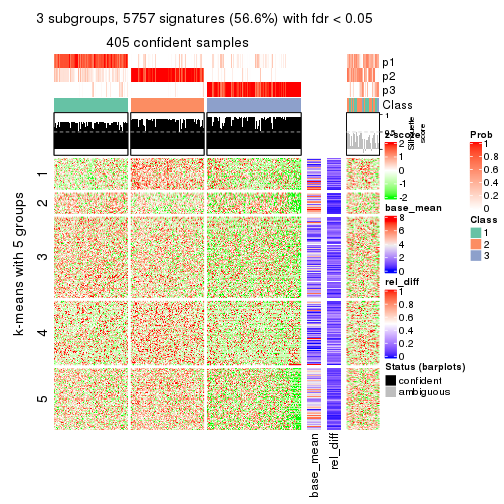 3 subgroups, 5757 signatures (56.6%) with fdr < 0.05
405 confident samples
p1
p2
p3
Class
1
0.5
0
Silhouette
score
k-means with 5 groups
1
2
3
4
5
base_mean
rel_diff
z-score
2
1
0
-1
-2
base_mean
8
6
4
2
0
rel_diff
1
0.8
0.6
0.4
0.2
0
Status (barplots)
confident
ambiguous
Prob
1
0.8
0.6
0.4
0.2
0
Class
1
2
3